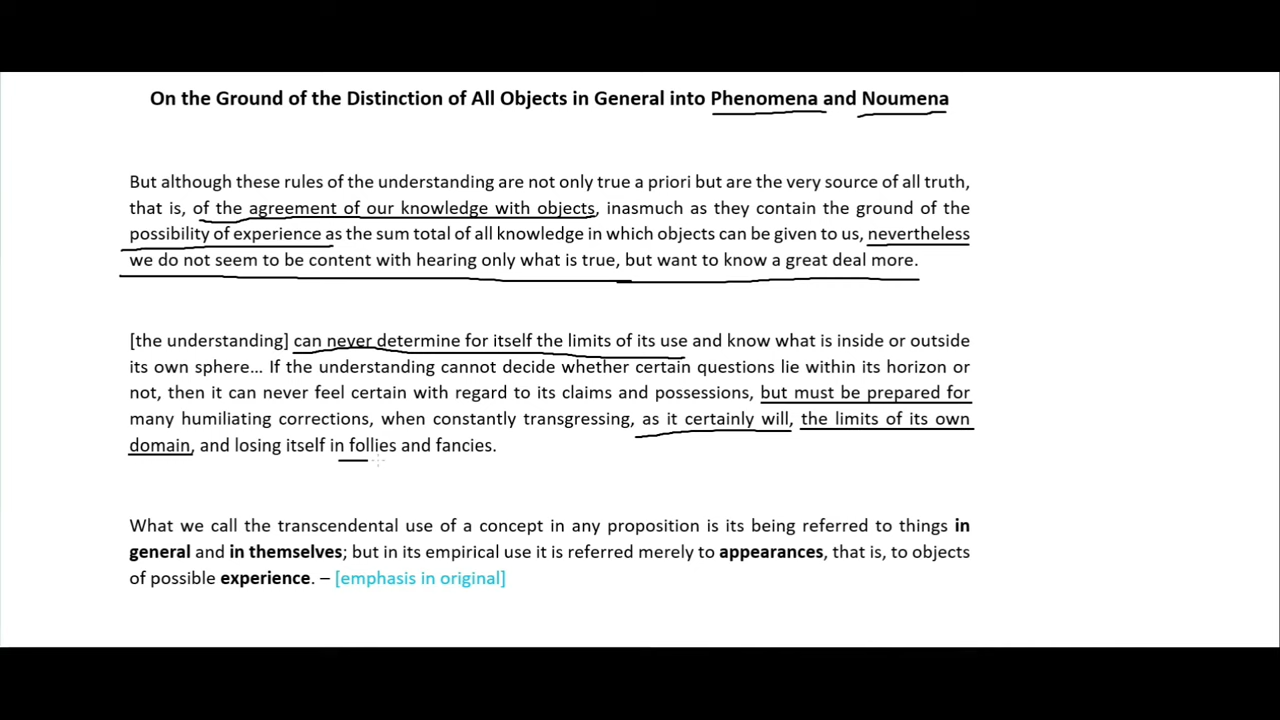 On the Ground of the Distinction of All Objects in General into Phenomena and Noumena
But although these rules of the understanding are not only true a priori but are the very source of all truth,
that is, of the agreement of our knowledge with objects, inasmuch as they contain the ground of the
possibility of experience as the sum total of all knowledge in which objects can be given to us, nevertheless
we do not seem to be content with hearing only what is true, but want to know a great deal more.
[the understanding] can never determine for itself the limits of its use and know what is inside or outside
its own sphere... If the understanding cannot decide whether certain questions lie within its horizon or
not, then it can never feel certain with regard to its claims and possessions, but must be prepared for
many humiliating corrections, when constantly transgressing, as it certainly will, the limits of its own
domain, and losing itself in follies and fancies.
What we call the transcendental use of a concept in any proposition is its being referred to things in
general and in themselves; but in its empirical use it is referred merely to appearances, that is, to objects
of possible experience. – [emphasis in original]